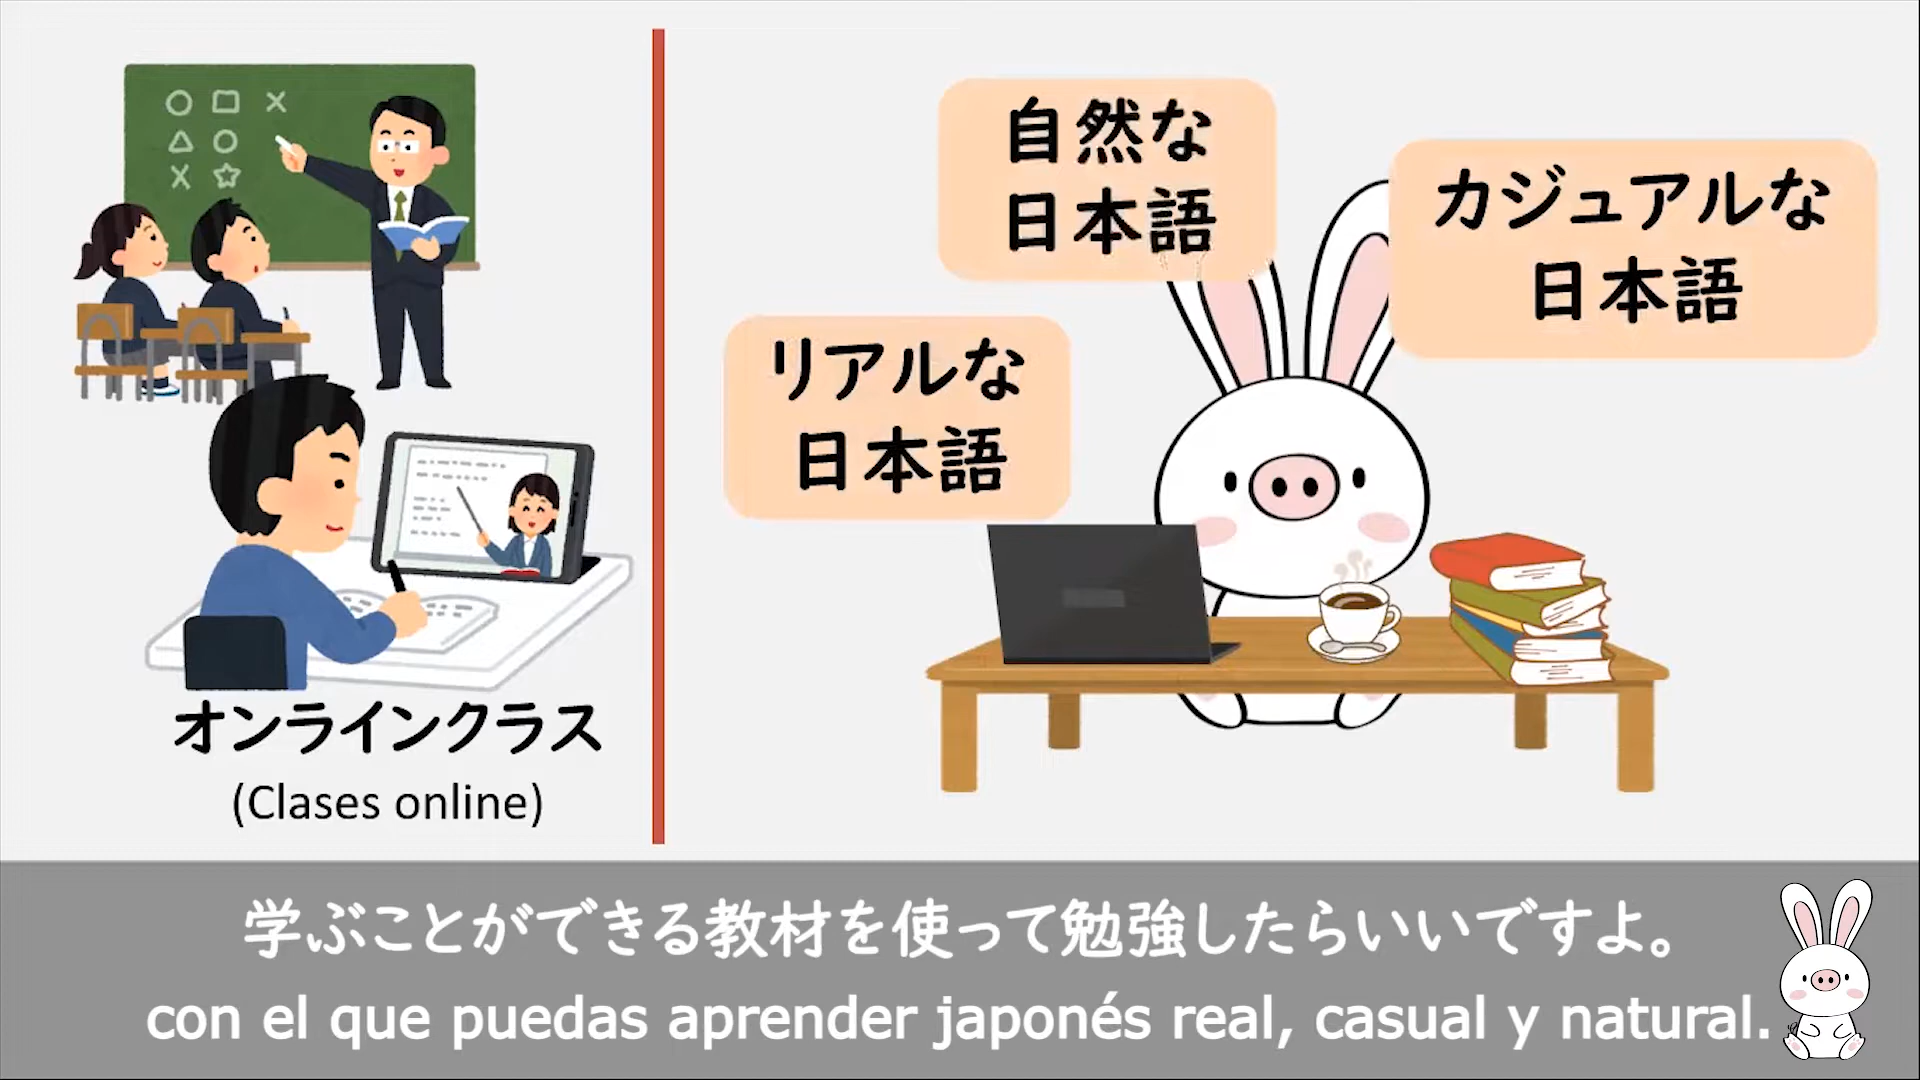 オンラインクラス
(Clases online)
自然な
日本語
カジュアルな
日本語
リアルな
日本語
学ぶことができる教材を使って勉強したらいいですよ。
con el que puedas aprender japonés real, casual y natural.